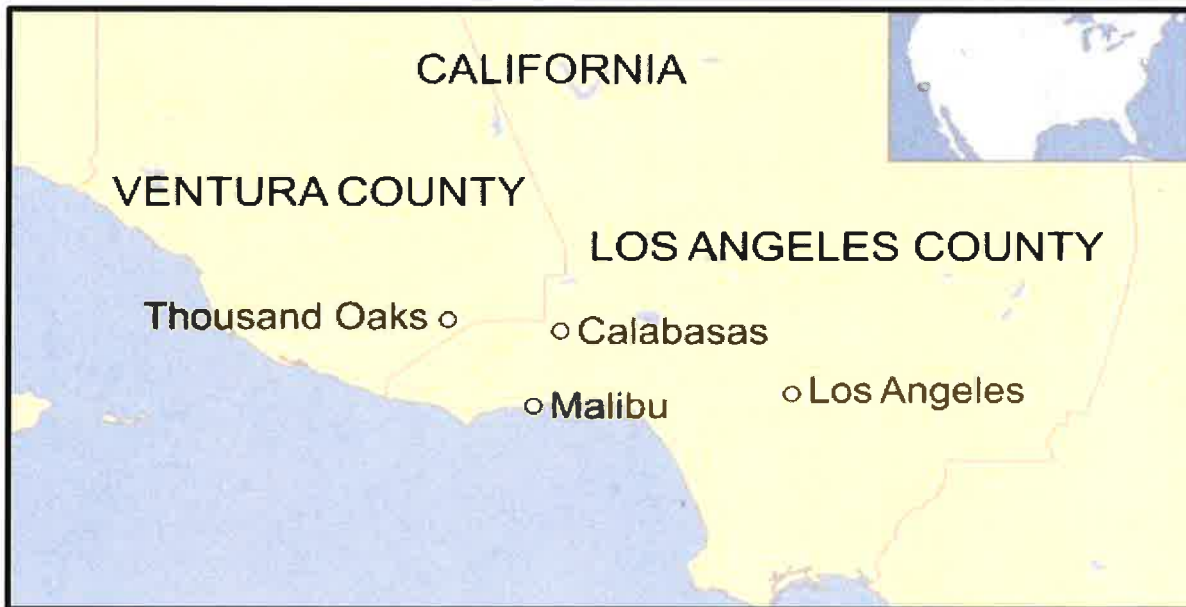 CALIFORNIA
VENTURA COUNTY
LOS ANGELES COUNTY
Thousand Oaks
Calabasas
Malibu
Los Angeles